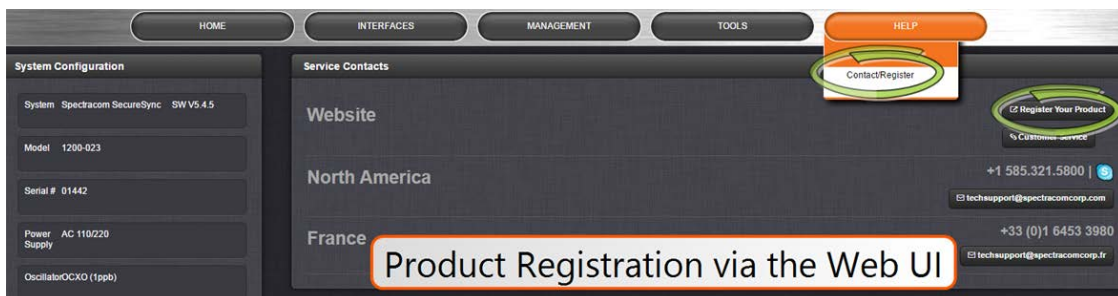 HOME INTERFACES MANAGEMENT TOOLS HELP
Contact/Register
System Configuration
System Spectracom SecureSync SW V5.4.5
Model 1200-023
Serial # 01442
Power Supply AC 110/220
OscillatorOCXO (1ppb)
Service Contacts
Website
Register Your Product
Customer Service
North America
+1 585.321.5800 |
techsupport@spectracomcorp.com
France
+33 (0)1 6453 3980
techsupport@spectracomcorp.fr
Product Registration via the Web UI